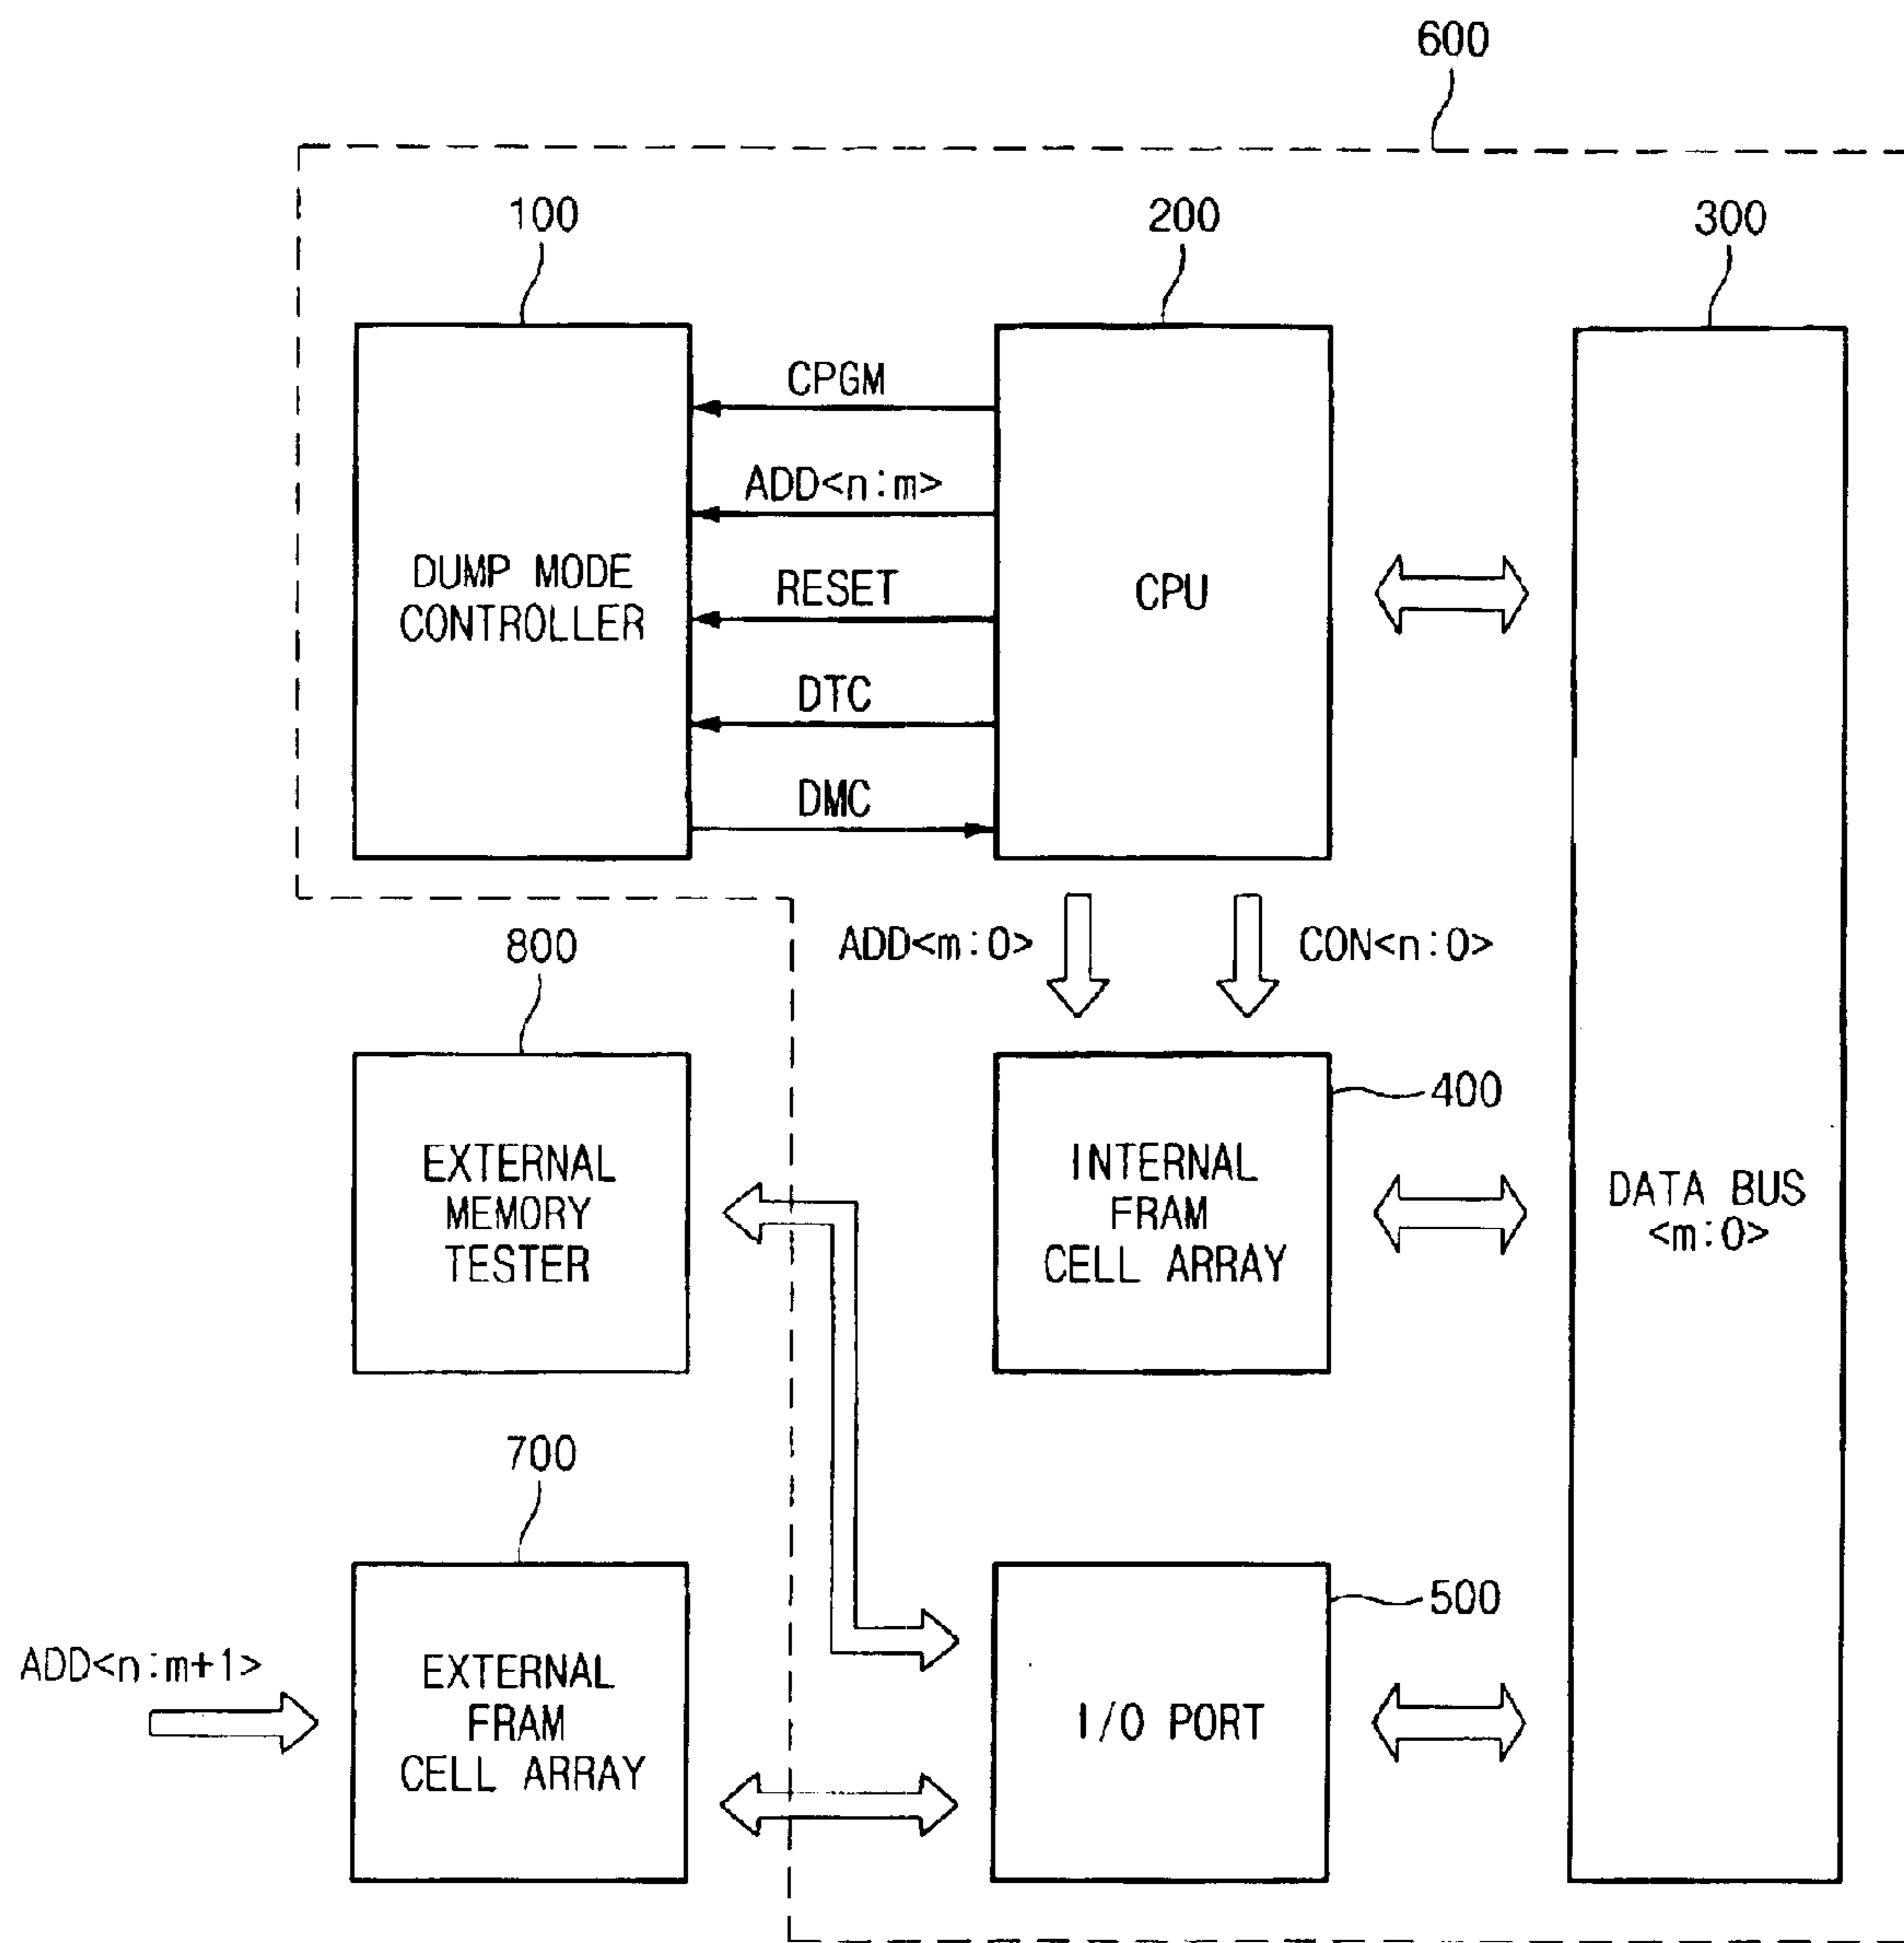 600
100
200
300
CPGM
ADD<n:m>
RESET
DTC
DMC
DUMP MODE
CONTROLLER
CPU
800
ADD<m:0>
CON<n:0>
400
EXTERNAL
MEMORY
TESTER
INTERNAL
FRAM
CELL ARRAY
DATA BUS
<m:0>
700
500
ADD<n:m+1>
EXTERNAL
FRAM
CELL ARRAY
I/O PORT